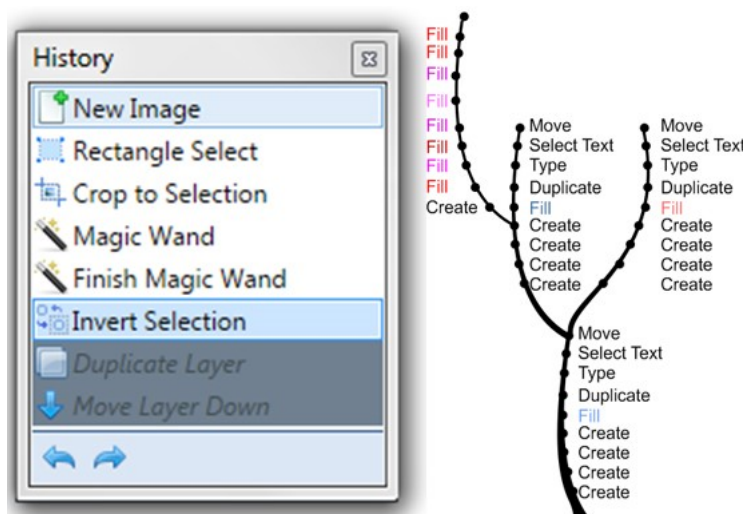 History
New Image
Rectangle Select
Crop to Selection
Magic Wand
Finish Magic Wand
Invert Selection
Duplicate Layer
Move Layer Down
Fill
Fill
Fill
Fill
Fill
Fill
Fill
Fill
Create
Move
Select Text
Type
Duplicate
Fill
Create
Create
Create
Create
Move
Select Text
Type
Duplicate
Fill
Create
Create
Create
Create
Move
Select Text
Type
Duplicate
Fill
Create
Create
Create
Create